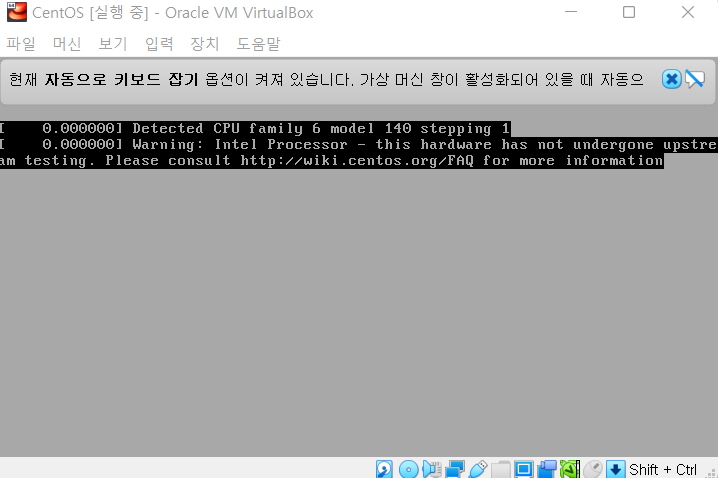 CentOS [실행 중] - Oracle VM VirtualBox
파일 머신 보기 입력 장치 도움말
현재 자동으로 키보드 잡기 옵션이 켜져 있습니다. 가상 머신 창이 활성화되어 있을 때 자동으
[    0.000000] Detected CPU family 6 model 140 stepping 1
[    0.000000] Warning: Intel Processor - this hardware has not undergone upstre
am testing. Please consult http://wiki.centos.org/FAQ for more information
Shift + Ctrl